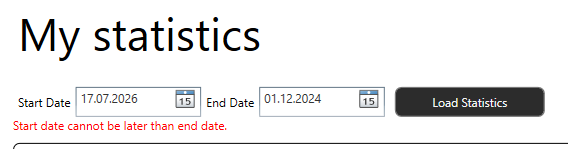 My statistics
Start Date 17.07.2026 15 End Date 01.12.2024 15 Load Statistics
Start date cannot be later than end date.